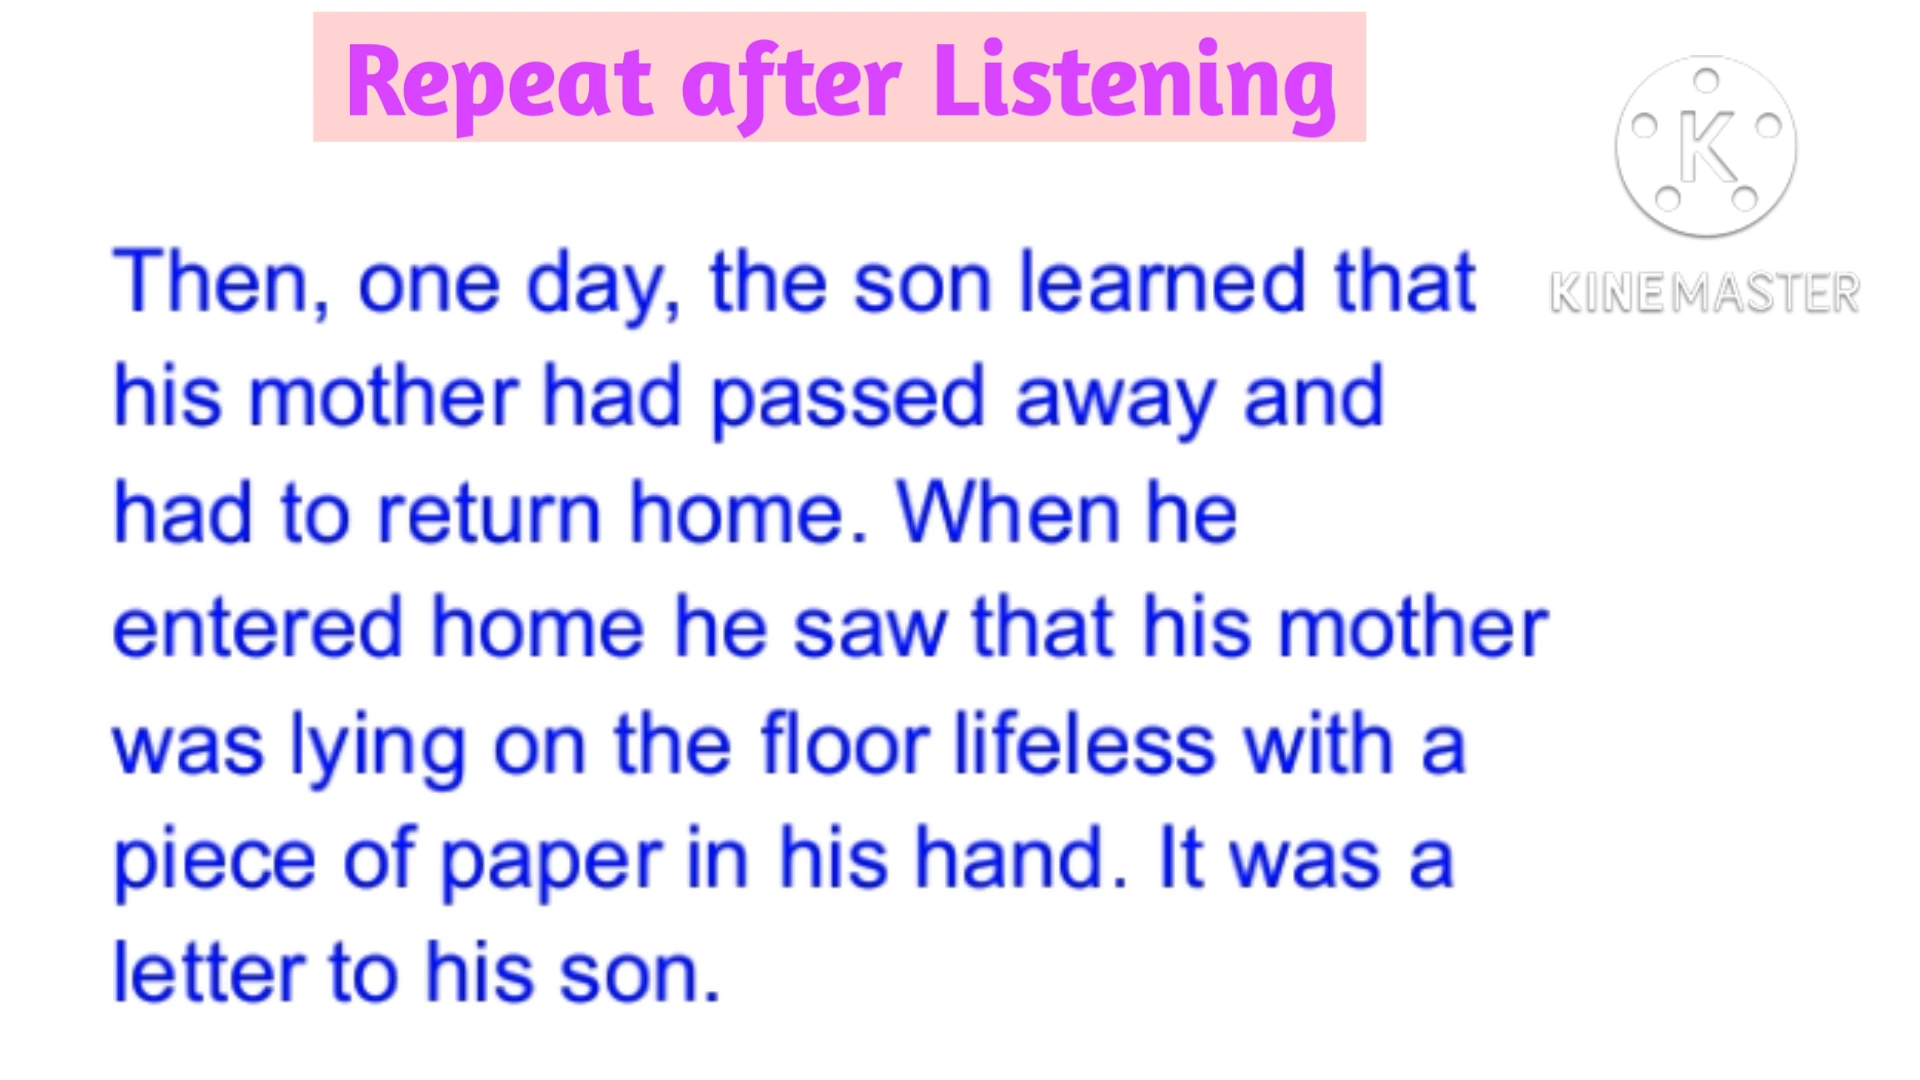 Repeat after Listening
K
KINEMASTER
Then, one day, the son learned that
his mother had passed away and
had to return home. When he
entered home he saw that his mother
was lying on the floor lifeless with a
piece of paper in his hand. It was a
letter to his son.